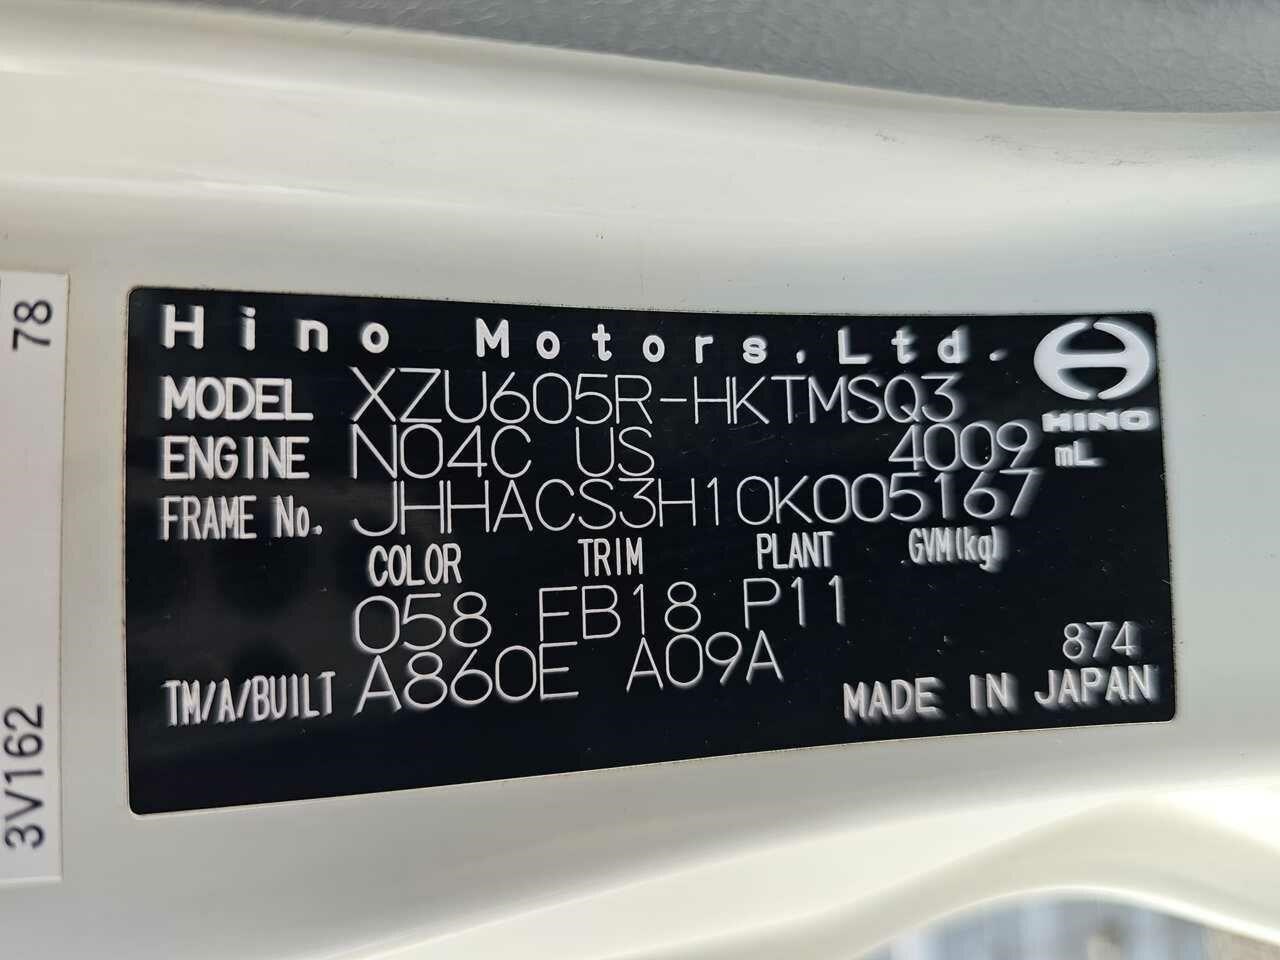 Hino Motors,Ltd.
HINO
MODEL XZU605R-HKTMSQ3
ENGINE N04C US 4009 mL
FRAME No. JHHACS3H10K005167
COLOR TRIM PLANT GVM(kg)
058 FB18 P11
TM/A/BUILT A860E A09A
874
MADE IN JAPAN
78
3V162